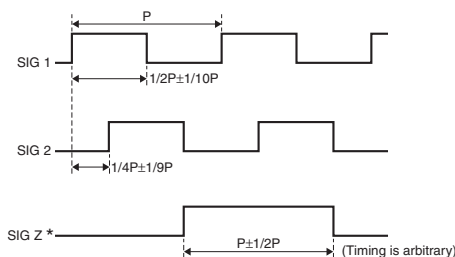 P
SIG 1
1/2P±1/10P
SIG 2
1/4P±1/9P
SIG Z *
P±1/2P
(Timing is arbitrary)